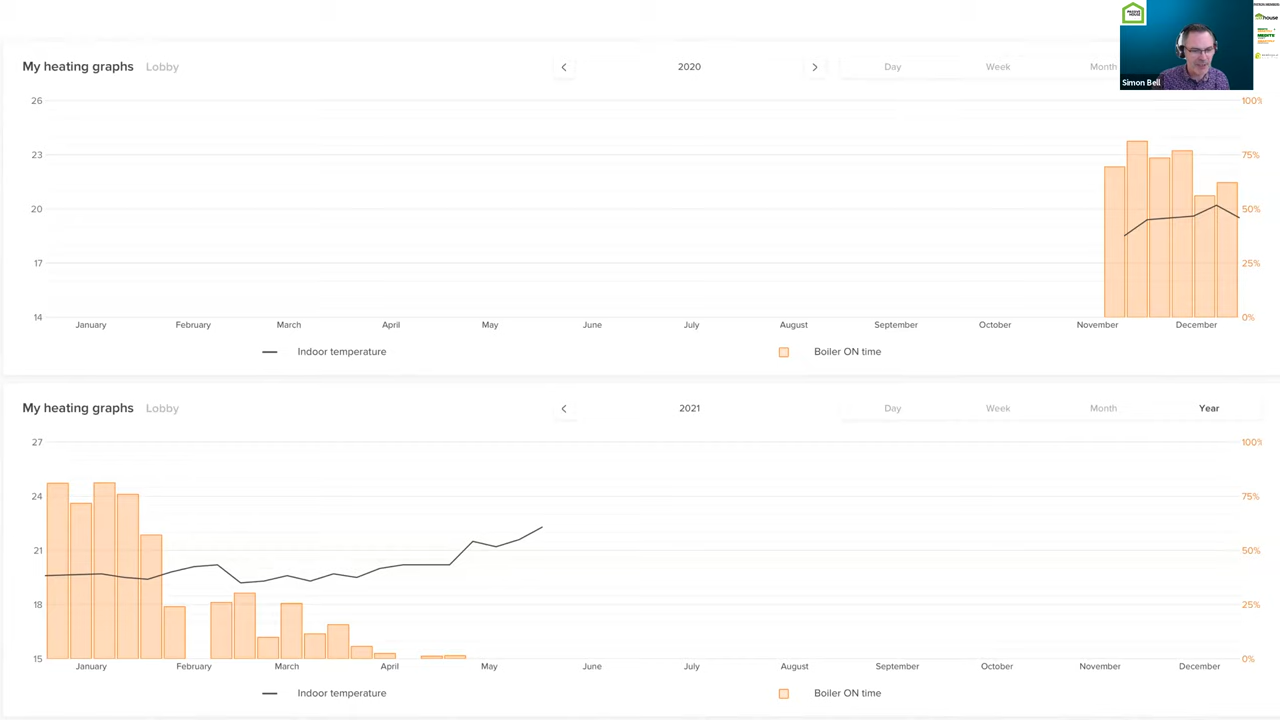 My heating graphs Lobby 2020 Day Week Month
26 100%
23 75%
20 50%
17 25%
14 0%
January February March April May June July August September October November December
Indoor temperature Boiler ON time
My heating graphs Lobby 2021 Day Week Month Year
27 100%
24 75%
21 50%
18 25%
15 0%
January February March April May June July August September October November December
Indoor temperature Boiler ON time
PASSIVE HOUSE
Simon Bell